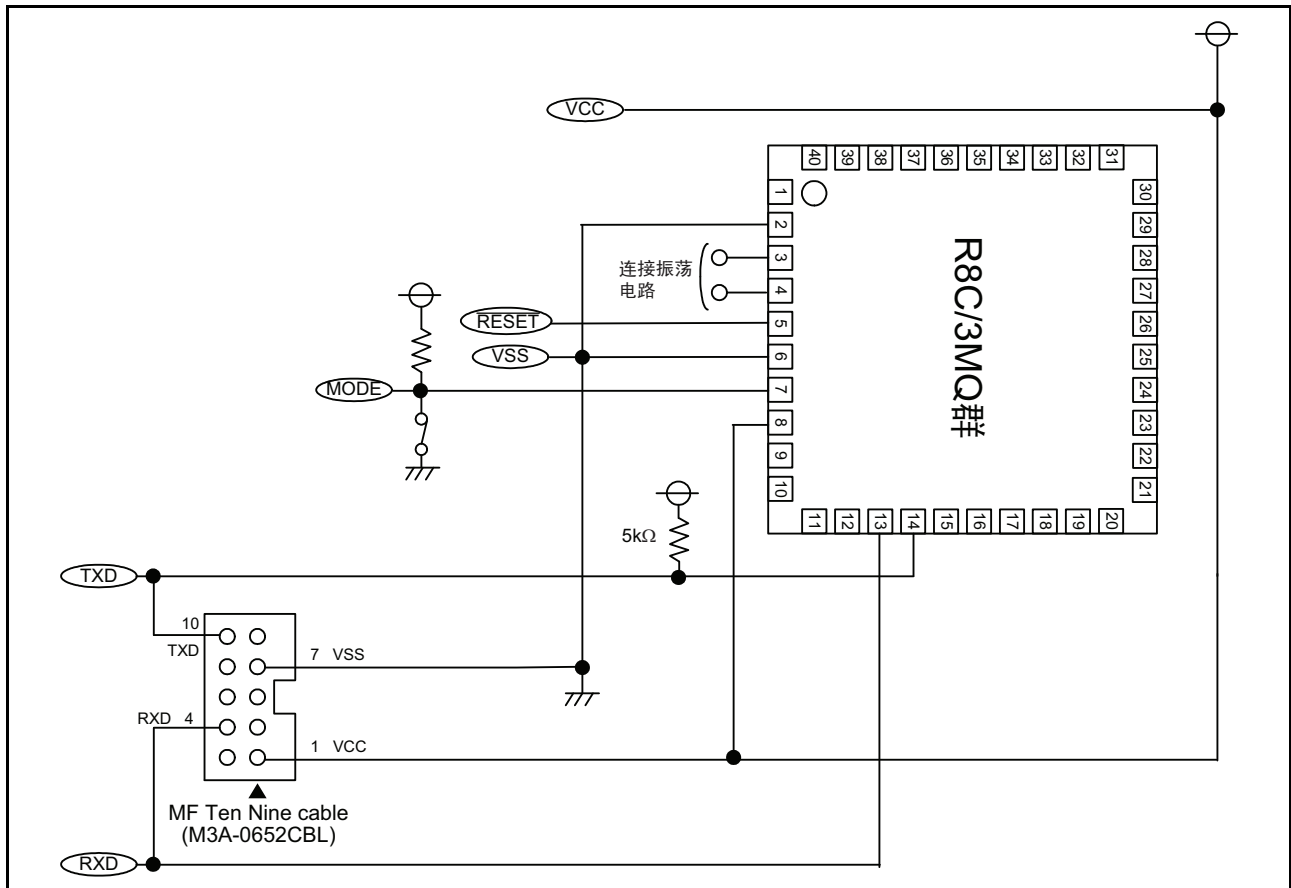 VCC
40 39 38 37 36 35 34 33 32 31
1
2
3
4
5
6
7
8
9
10
30
29
28
27
26
25
24
23
22
21
11 12 13 14 15 16 17 18 19 20
R8C/3MQ群
连接振荡
电路
RESET
VSS
MODE
5kΩ
TXD
10
TXD
7 VSS
RXD 4
1 VCC
MF Ten Nine cable
(M3A-0652CBL)
RXD